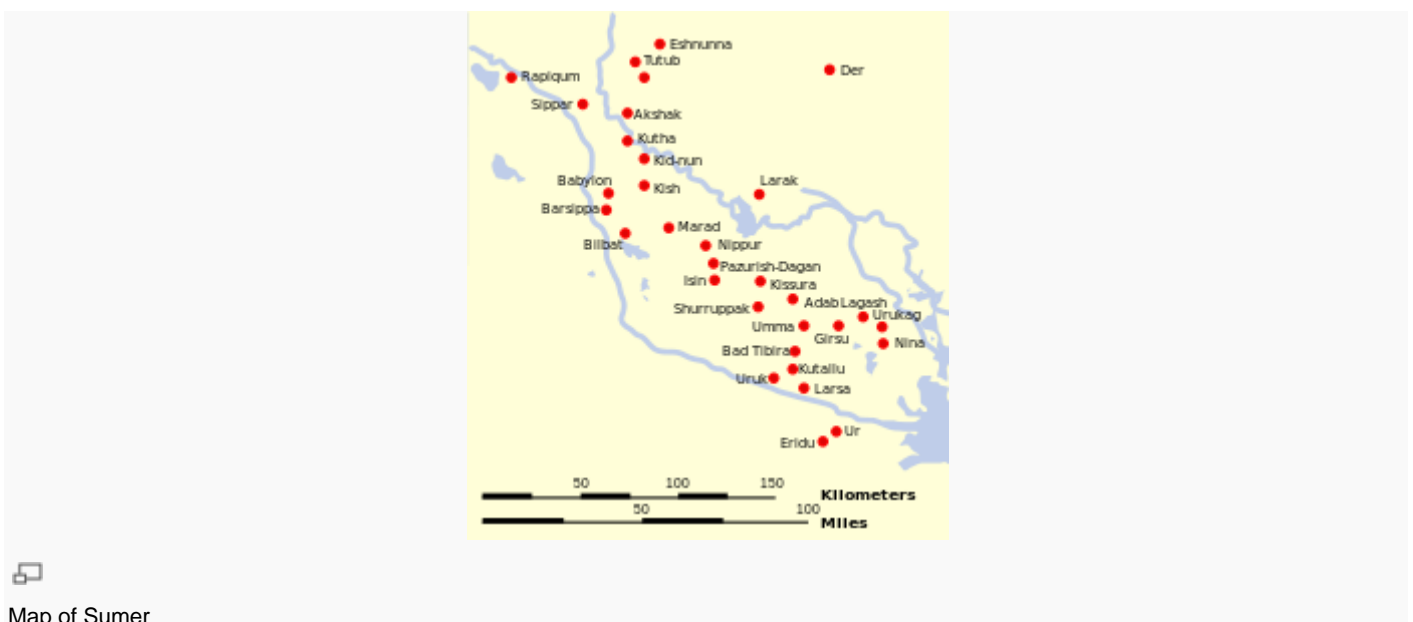 Eshnunna
Tutub
Der
Rapiqum
Sippar
Akshak
Kutha
Kid-nun
Babylon
Kish
Larak
Barsippa
Marad
Bilbat
Nippur
Pazurish-Dagan
Isin
Kissura
Adab Lagash
Shurruppak
Urukag
Umma
Girsu
Nina
Bad Tibira
Kutallu
Uruk
Larsa
Ur
Eridu
50 100 150
Kilometers
50 100
Miles
Map of Sumer